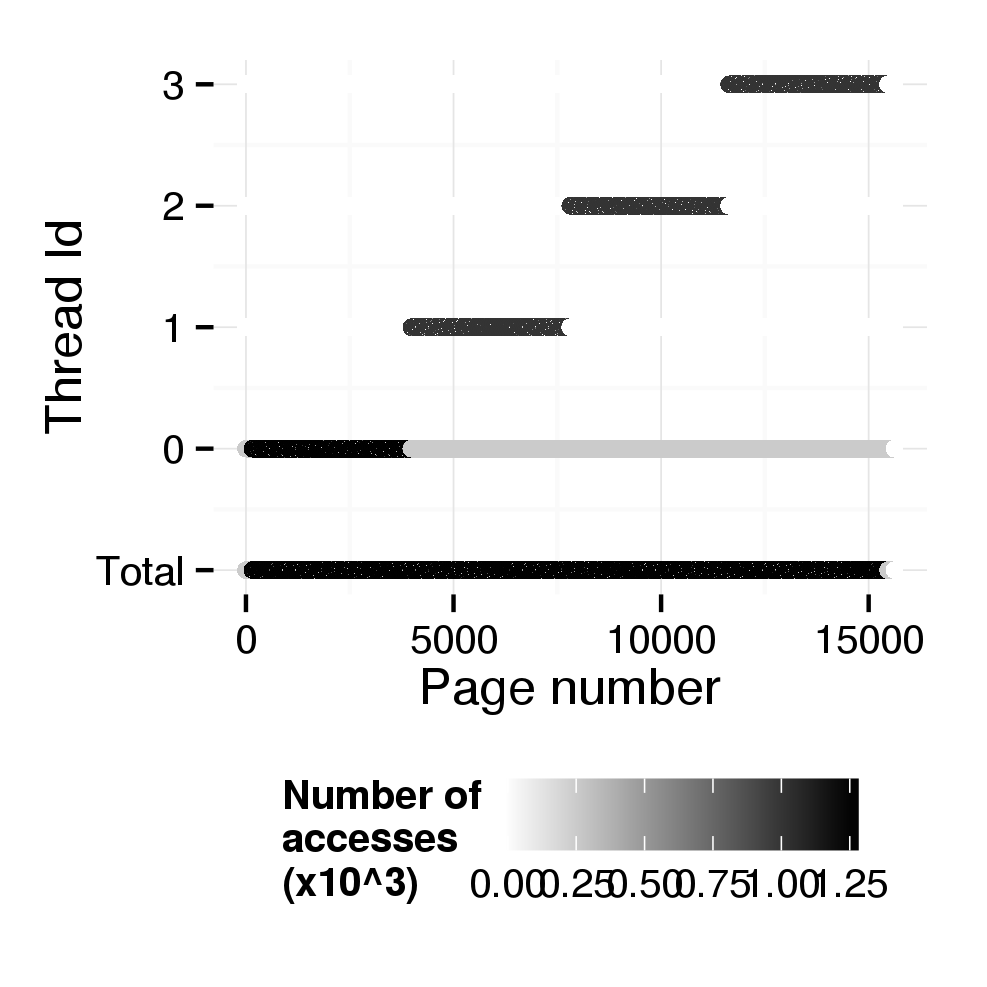 3
2
1
0
Total
Thread Id
0 5000 10000 15000
Page number
Number of
accesses
(x10^3)
0.00 0.25 0.50 0.75 1.00 1.25